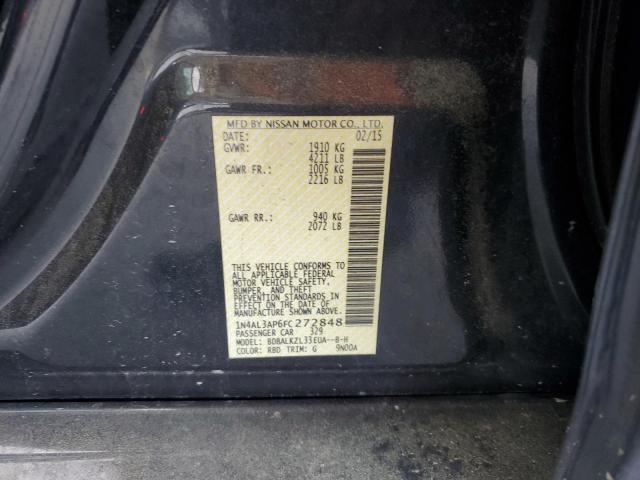 MFD BY NISSAN MOTOR CO., LTD.
DATE: 02/15
GVWR: 1910 KG
4211 LB
GAWR FR.: 1005 KG
2216 LB
GAWR RR.: 940 KG
2072 LB
THIS VEHICLE CONFORMS TO
ALL APPLICABLE FEDERAL
MOTOR VEHICLE SAFETY,
BUMPER, AND THEFT
PREVENTION STANDARDS IN
EFFECT ON THE DATE OF
MANUFACTURE SHOWN ABOVE.
1N4AL3AP6FC272848
PASSENGER CAR 329
MODEL: BDBALKZL33EUA--B-H
COLOR: RBD TRIM: G 9N00A